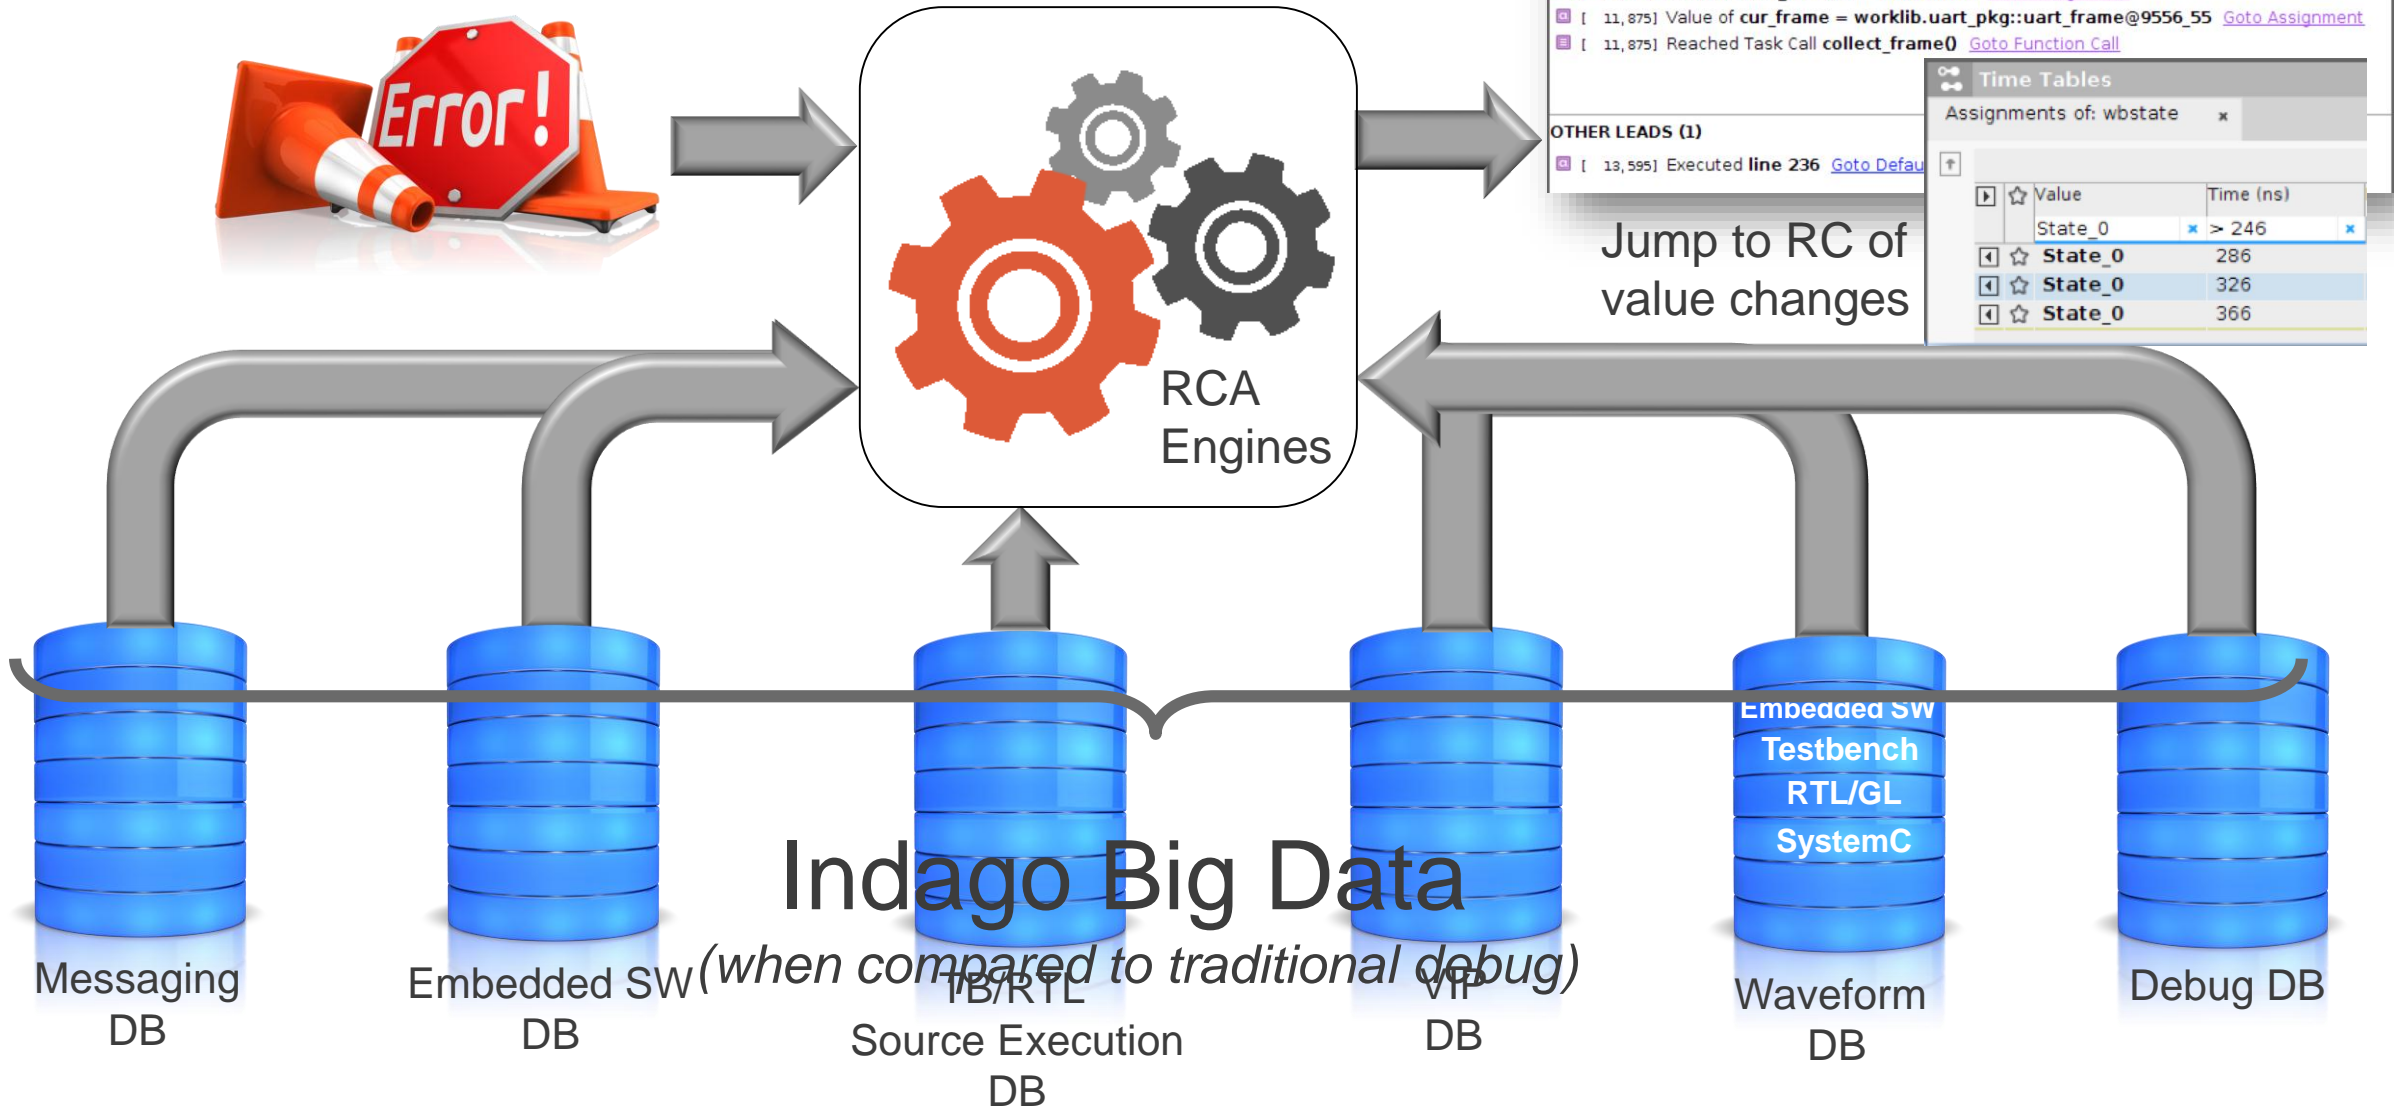 Error!
[ 11,875] Value of cur_frame = worklib.uart_pkg::uart_frame@9556_55 Goto Assignment
[ 11,875] Reached Task Call collect_frame() Goto Function Call
OTHER LEADS (1)
[ 13,595] Executed line 236 Goto Defau
Time Tables
Assignments of: wbstate ×
Value Time (ns)
State_0 × > 246 ×
State_0 286
State_0 326
State_0 366
Jump to RC of
value changes
RCA
Engines
Embedded SW
Testbench
RTL/GL
SystemC
Indago Big Data
(when compared to traditional debug)
Messaging
DB
Embedded SW
DB
TB/RTL
Source Execution
DB
VIP
DB
Waveform
DB
Debug DB